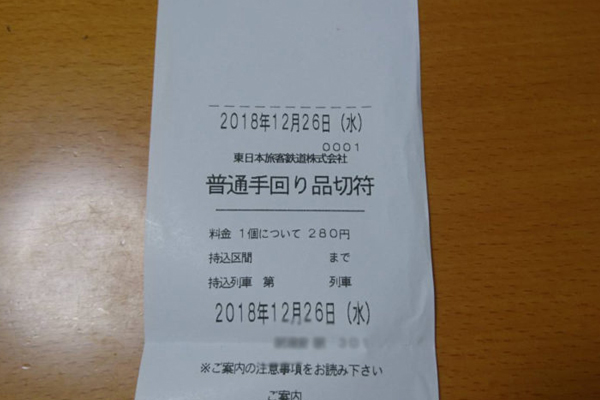 2018年12月26日（水）
0001
東日本旅客鉄道株式会社
普通手回り品切符
料金 1個について 280円
持込区間 まで
持込列車 第 列車
2018年12月26日（水）
※ご案内の注意事項をお読み下さい
ご案内